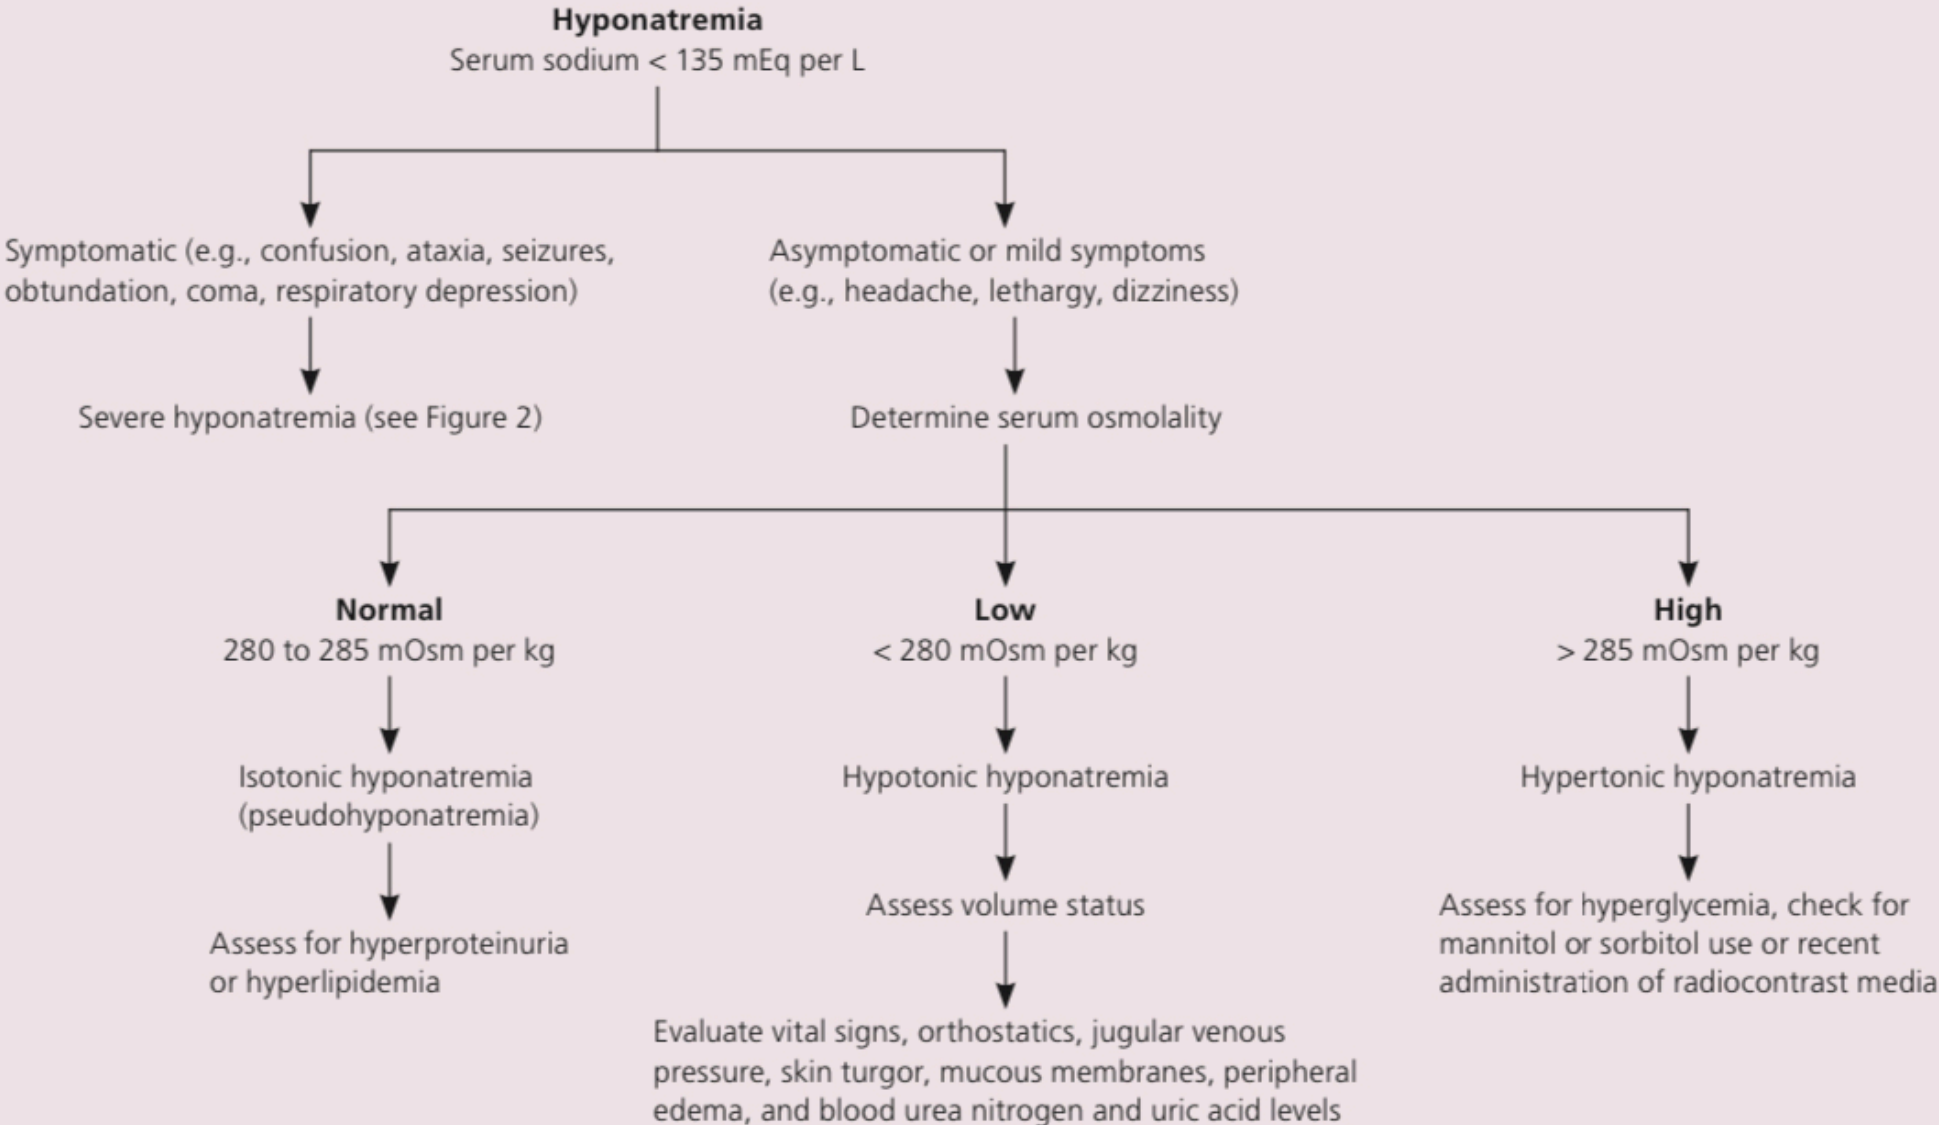 Hyponatremia
Serum sodium < 135 mEq per L
Symptomatic (e.g., confusion, ataxia, seizures,
obtundation, coma, respiratory depression)
Asymptomatic or mild symptoms
(e.g., headache, lethargy, dizziness)
Severe hyponatremia (see Figure 2)
Determine serum osmolality
Normal
280 to 285 mOsm per kg
Low
< 280 mOsm per kg
High
> 285 mOsm per kg
Isotonic hyponatremia
(pseudohyponatremia)
Hypotonic hyponatremia
Hypertonic hyponatremia
Assess for hyperproteinuria
or hyperlipidemia
Assess volume status
Assess for hyperglycemia, check for
mannitol or sorbitol use or recent
administration of radiocontrast media
Evaluate vital signs, orthostatics, jugular venous
pressure, skin turgor, mucous membranes, peripheral
edema, and blood urea nitrogen and uric acid levels